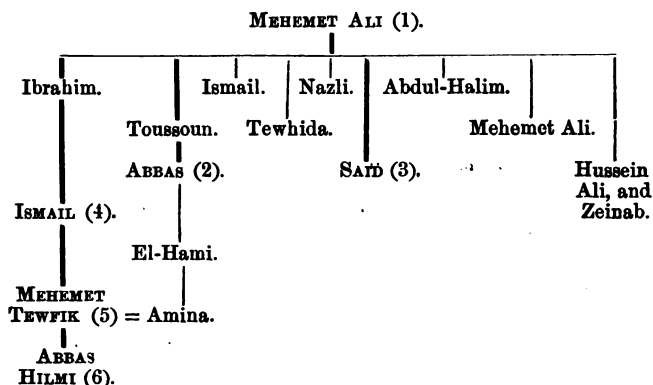 MEHEMET ALI (1).
Ibrahim. Ismail. Nazli. Abdul-Halim.
Toussoun. Tewhida. Mehemet Ali.
ABBAS (2). SAÏD (3). Hussein
Ali, and
Zeinab.
ISMAIL (4).
El-Hami.
MEHEMET
TEWFIK (5) = Amina.
ABBAS
HILMI (6).